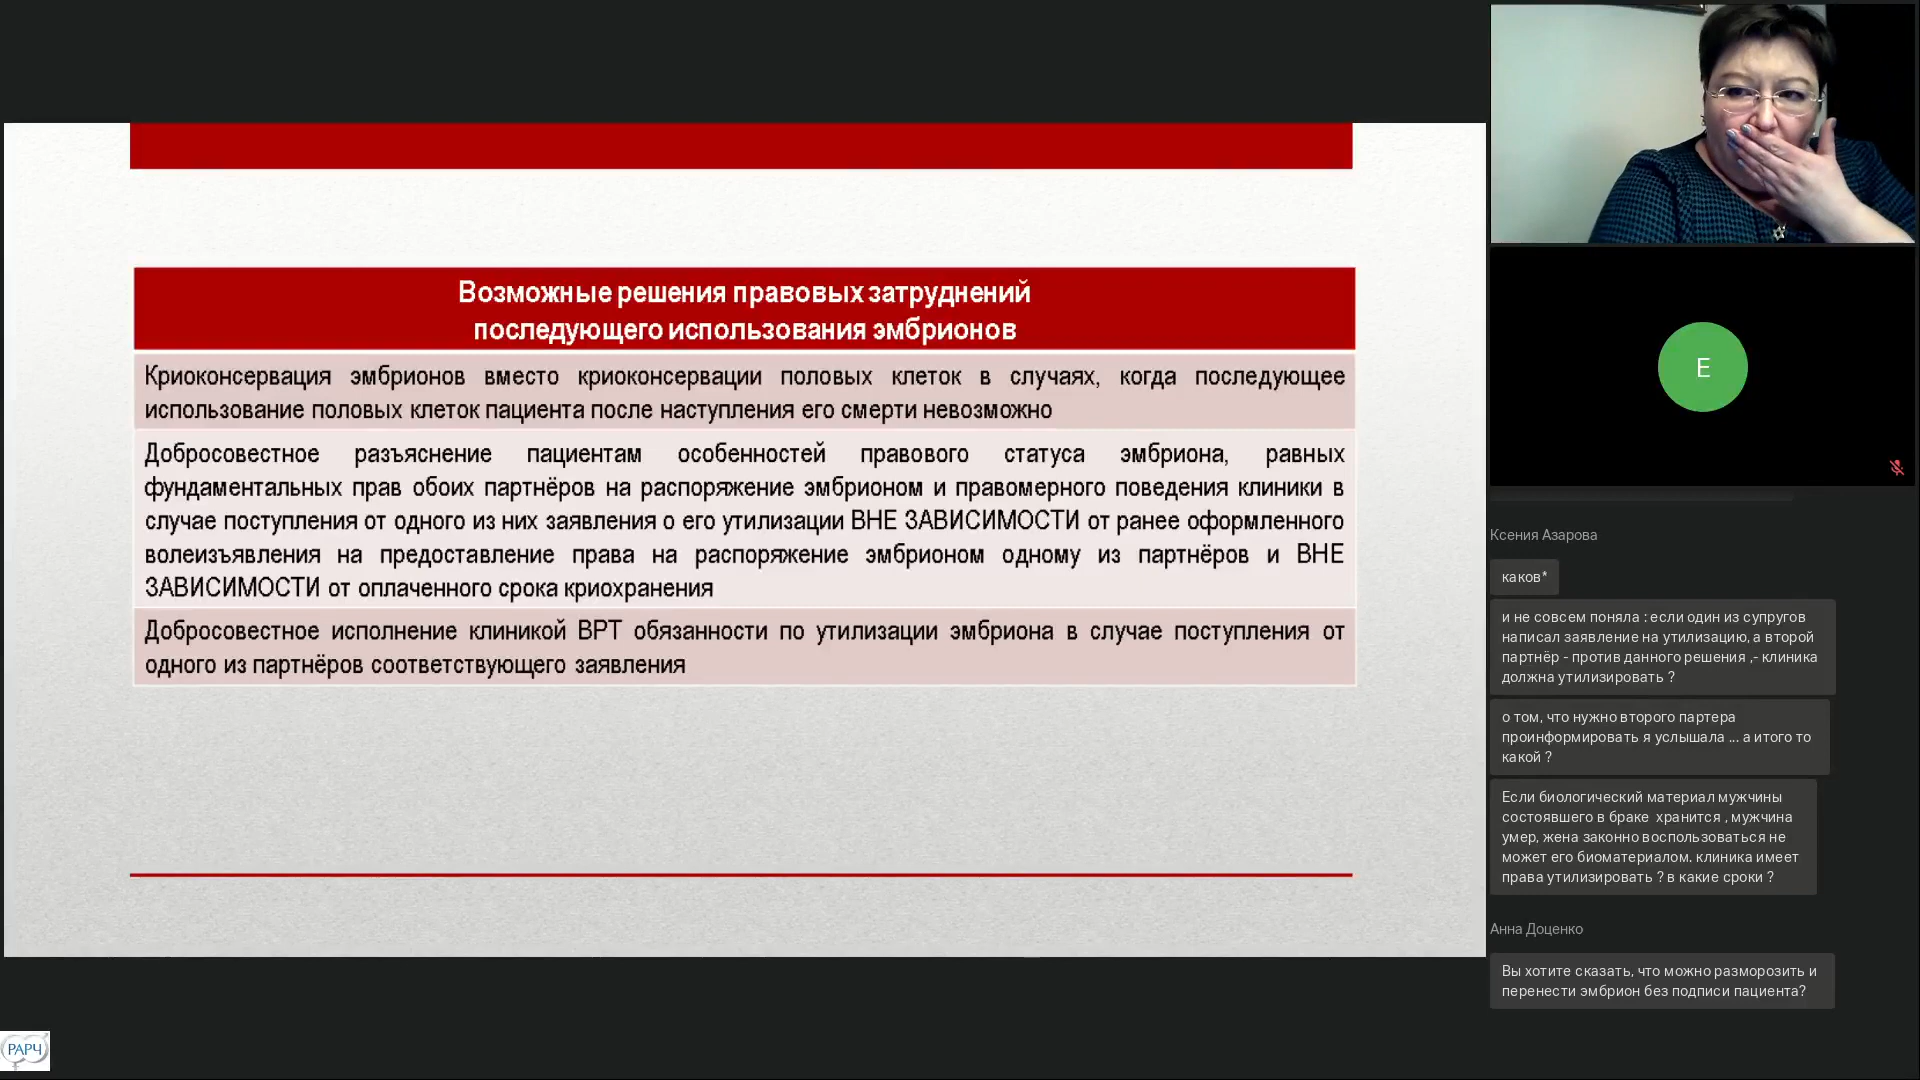 Возможные решения правовых затруднений
последующего использования эмбрионов
Криоконсервация эмбрионов вместо криоконсервации половых клеток в случаях, когда последующее
использование половых клеток пациента после наступления его смерти невозможно
Добросовестное разъяснение пациентам особенностей правового статуса эмбриона, равных
фундаментальных прав обоих партнёров на распоряжение эмбрионом и правомерного поведения клиники в
случае поступления от одного из них заявления о его утилизации ВНЕ ЗАВИСИМОСТИ от ранее оформленного
волеизъявления на предоставление права на распоряжение эмбрионом одному из партнёров и ВНЕ
ЗАВИСИМОСТИ от оплаченного срока криохранения
Добросовестное исполнение клиникой ВРТ обязанности по утилизации эмбриона в случае поступления от
одного из партнёров соответствующего заявления
РАРЧ
E
Ксения Азарова
каков*
и не совсем поняла : если один из супругов
написал заявление на утилизацию, а второй
партнёр - против данного решения ,- клиника
должна утилизировать ?
о том, что нужно второго партера
проинформировать я услышала ... а итого то
какой ?
Если биологический материал мужчины
состоявшего в браке хранится , мужчина
умер, жена законно воспользоваться не
может его биоматериалом. клиника имеет
права утилизировать ? в какие сроки ?
Анна Доценко
Вы хотите сказать, что можно разморозить и
перенести эмбрион без подписи пациента?